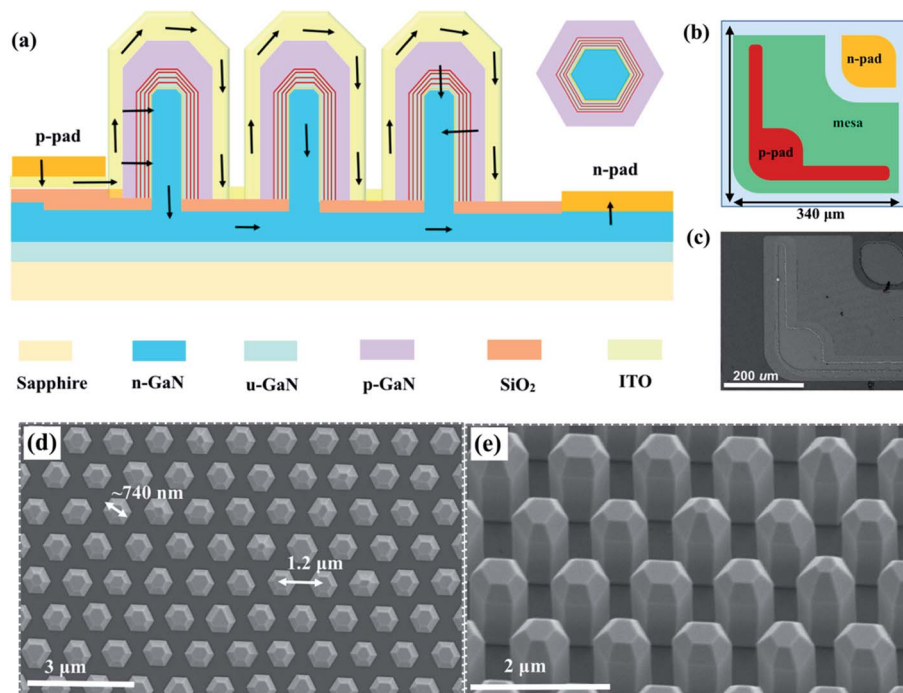 (a)
p-pad
n-pad
Sapphire
n-GaN
u-GaN
p-GaN
SiO₂
ITO
(b)
n-pad
mesa
p-pad
340 μm
(c)
200 um
(d)
~740 nm
1.2 μm
3 μm
(e)
2 μm